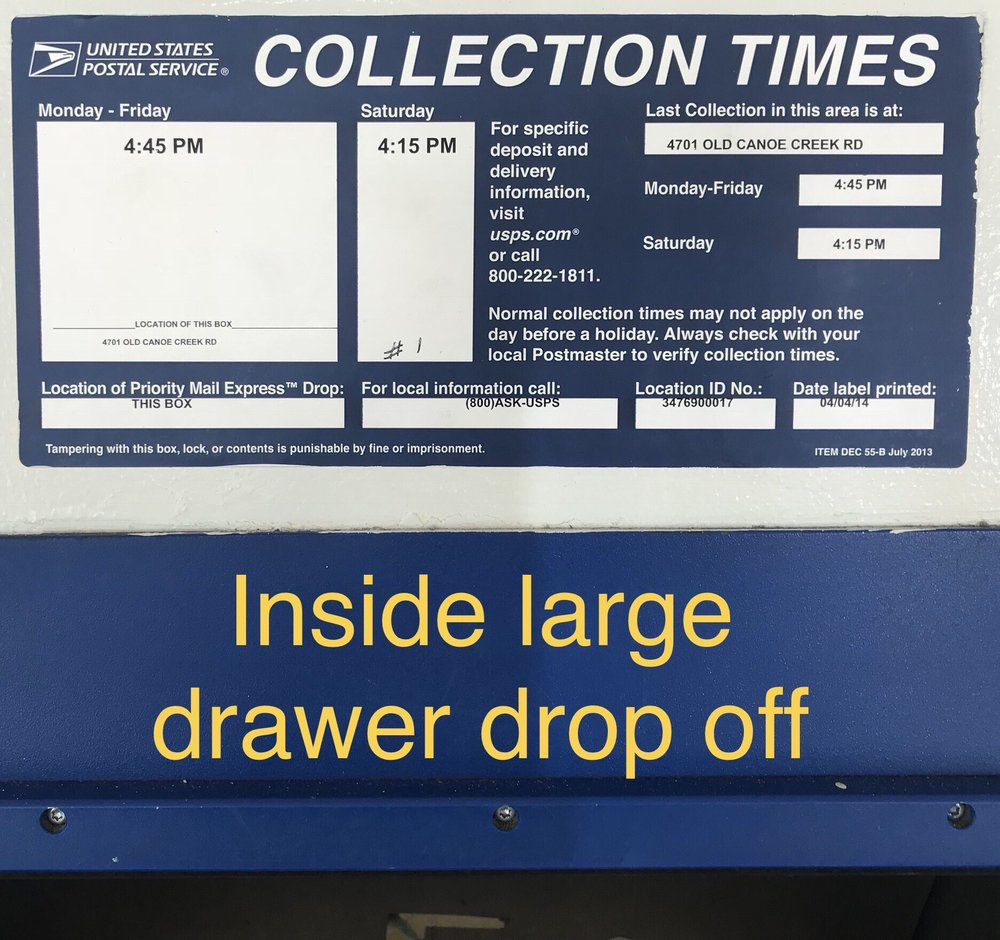 UNITED STATES
POSTAL SERVICE®
COLLECTION TIMES
Monday - Friday
4:45 PM
LOCATION OF THIS BOX
4701 OLD CANOE CREEK RD
Saturday
4:15 PM
# 1
For specific
deposit and
delivery
information,
visit
usps.com®
or call
800-222-1811.
Last Collection in this area is at:
4701 OLD CANOE CREEK RD
Monday-Friday
4:45 PM
Saturday
4:15 PM
Normal collection times may not apply on the
day before a holiday. Always check with your
local Postmaster to verify collection times.
Location of Priority Mail Express™ Drop:
THIS BOX
For local information call:
(800)ASK-USPS
Location ID No.:
3476900017
Date label printed:
04/04/14
Tampering with this box, lock, or contents is punishable by fine or imprisonment.
ITEM DEC 55-B July 2013
Inside large
drawer drop off